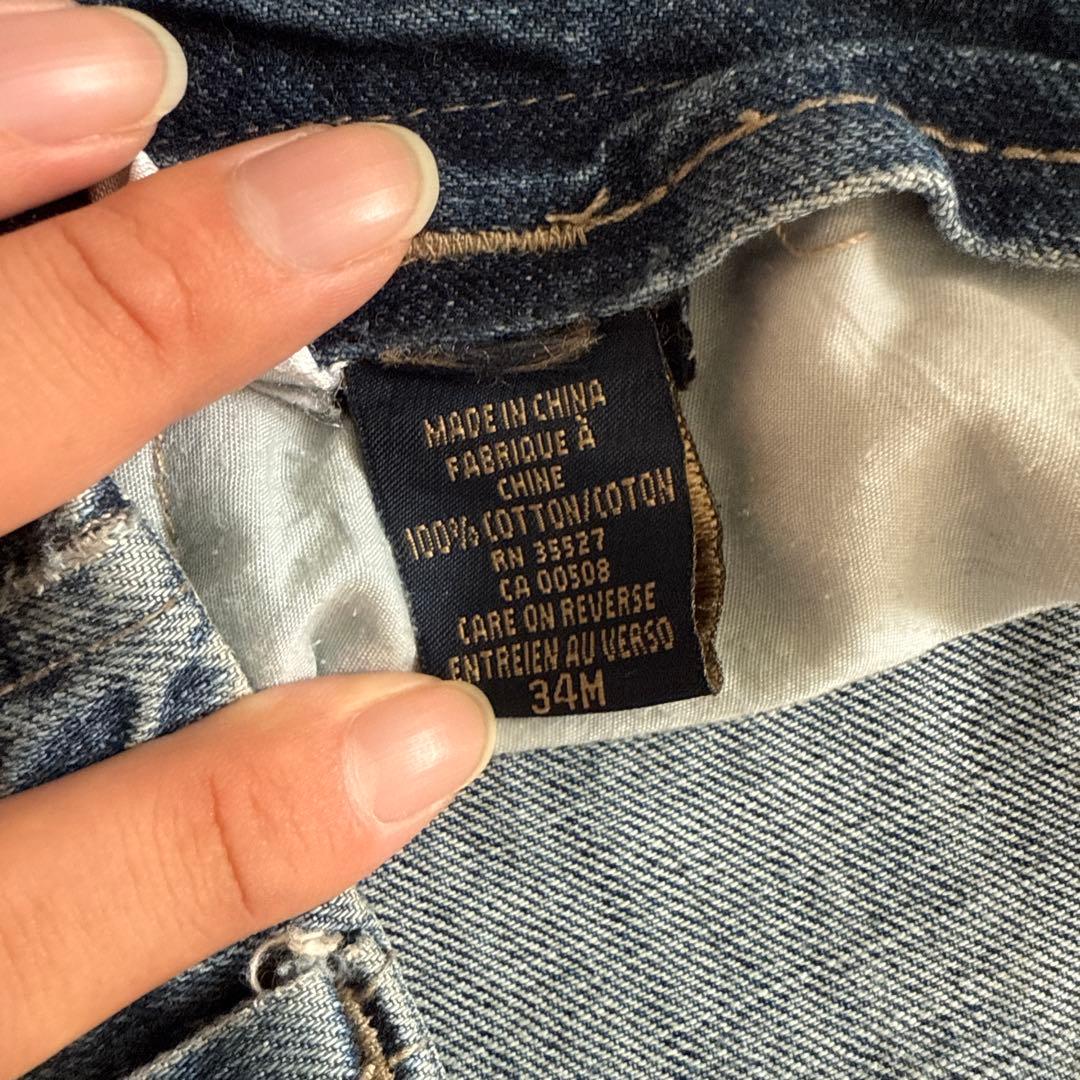 MADE IN CHINA
FABRIQUE À
CHINE
100% COTTON/COTON
RN 35527
CA 00508
CARE ON REVERSE
ENTREIEN AU VERSO
34M